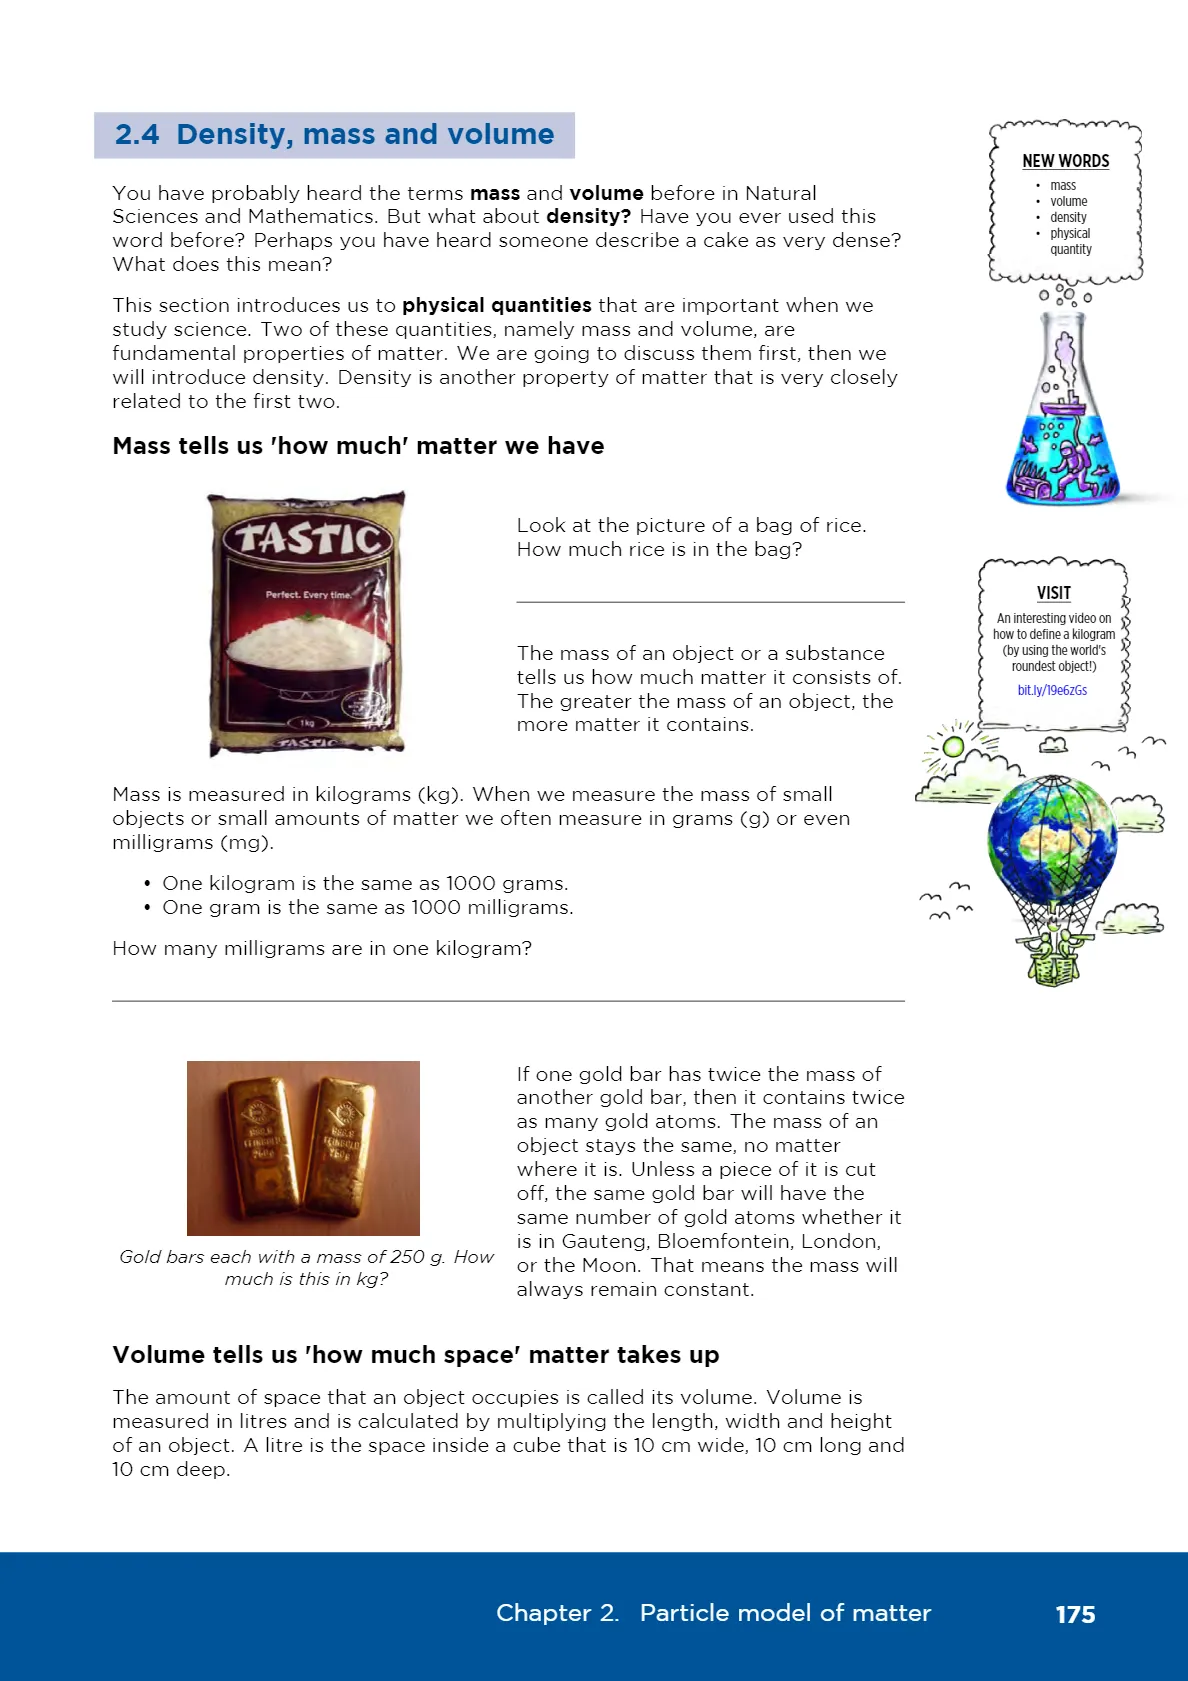 2.4 Density, mass and volume
You have probably heard the terms mass and volume before in Natural
Sciences and Mathematics. But what about density? Have you ever used this
word before? Perhaps you have heard someone describe a cake as very dense?
What does this mean?
This section introduces us to physical quantities that are important when we
study science. Two of these quantities, namely mass and volume, are
fundamental properties of matter. We are going to discuss them first, then we
will introduce density. Density is another property of matter that is very closely
related to the first two.
Mass tells us 'how much' matter we have
TASTIC
Perfect. Every time.
1kg
TASTIC
Look at the picture of a bag of rice.
How much rice is in the bag?
The mass of an object or a substance
tells us how much matter it consists of.
The greater the mass of an object, the
more matter it contains.
Mass is measured in kilograms (kg). When we measure the mass of small
objects or small amounts of matter we often measure in grams (g) or even
milligrams (mg).
• One kilogram is the same as 1000 grams.
• One gram is the same as 1000 milligrams.
How many milligrams are in one kilogram?
Gold bars each with a mass of 250 g. How
much is this in kg?
If one gold bar has twice the mass of
another gold bar, then it contains twice
as many gold atoms. The mass of an
object stays the same, no matter
where it is. Unless a piece of it is cut
off, the same gold bar will have the
same number of gold atoms whether it
is in Gauteng, Bloemfontein, London,
or the Moon. That means the mass will
always remain constant.
Volume tells us 'how much space' matter takes up
The amount of space that an object occupies is called its volume. Volume is
measured in litres and is calculated by multiplying the length, width and height
of an object. A litre is the space inside a cube that is 10 cm wide, 10 cm long and
10 cm deep.
NEW WORDS
• mass
• volume
• density
• physical
quantity
VISIT
An interesting video on
how to define a kilogram
(by using the world's
roundest object!)
bit.ly/19e6zGs
Chapter 2. Particle model of matter
175